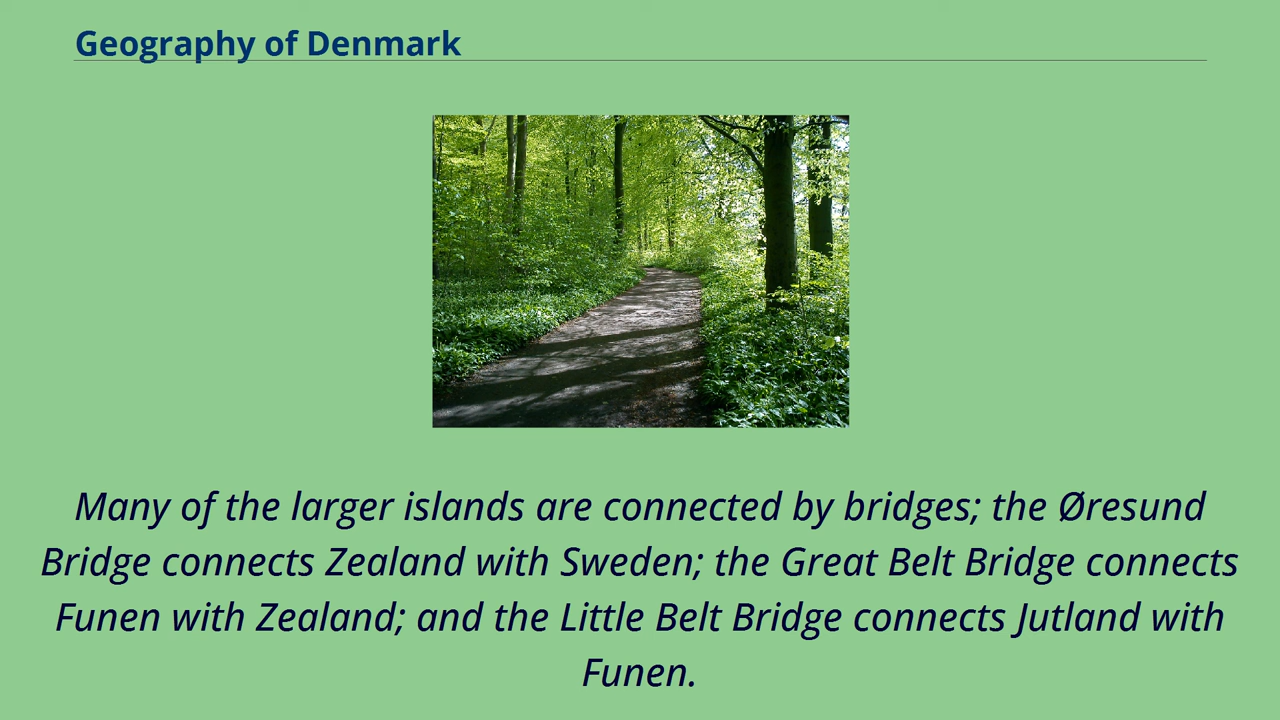 Geography of Denmark
Many of the larger islands are connected by bridges; the Øresund
Bridge connects Zealand with Sweden; the Great Belt Bridge connects
Funen with Zealand; and the Little Belt Bridge connects Jutland with
Funen.